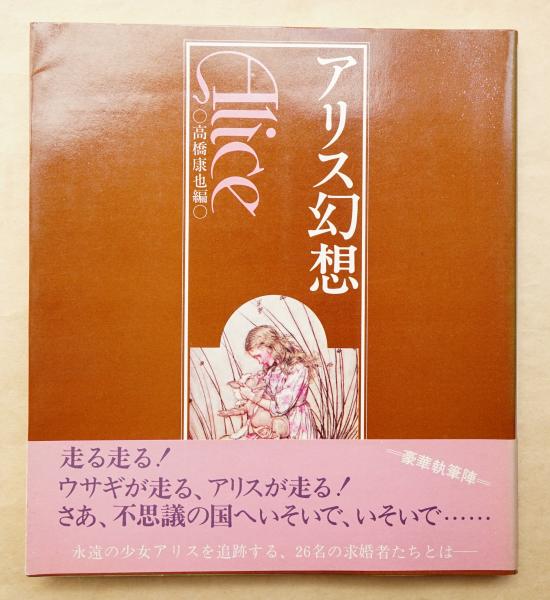 アリス幻想
Alice
○高橋康也編○
走る走る!
ウサギが走る、アリスが走る!
さあ、不思議の国へいそいで、いそいで……
＝豪華執筆陣＝
永遠の少女アリスを追跡する、26名の求婚者たちとは──